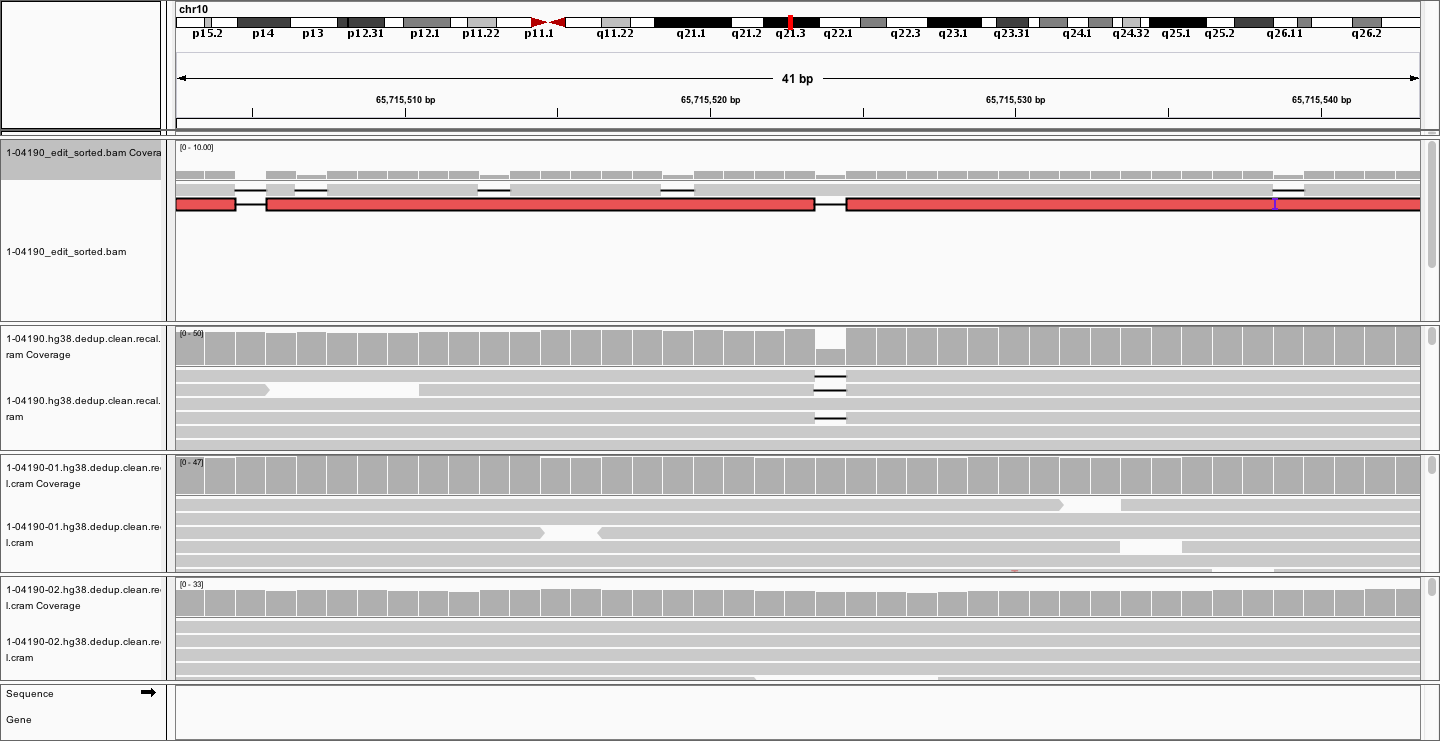 chr10
p15.2 p14 p13 p12.31 p12.1 p11.22 p11.1 q11.22 q21.1 q21.2 q21.3 q22.1 q22.3 q23.1 q23.31 q24.1 q24.32 q25.1 q25.2 q26.11 q26.2
41 bp
65,715,510 bp 65,715,520 bp 65,715,530 bp 65,715,540 bp
1-04190_edit_sorted.bam Covera
[0 - 10.00]
1-04190_edit_sorted.bam
[0 - 50]
1-04190.hg38.dedup.clean.recal.
ram Coverage
1-04190.hg38.dedup.clean.recal.
ram
[0 - 47]
1-04190-01.hg38.dedup.clean.re
l.cram Coverage
1-04190-01.hg38.dedup.clean.re
l.cram
[0 - 33]
1-04190-02.hg38.dedup.clean.re
l.cram Coverage
1-04190-02.hg38.dedup.clean.re
l.cram
Sequence
Gene